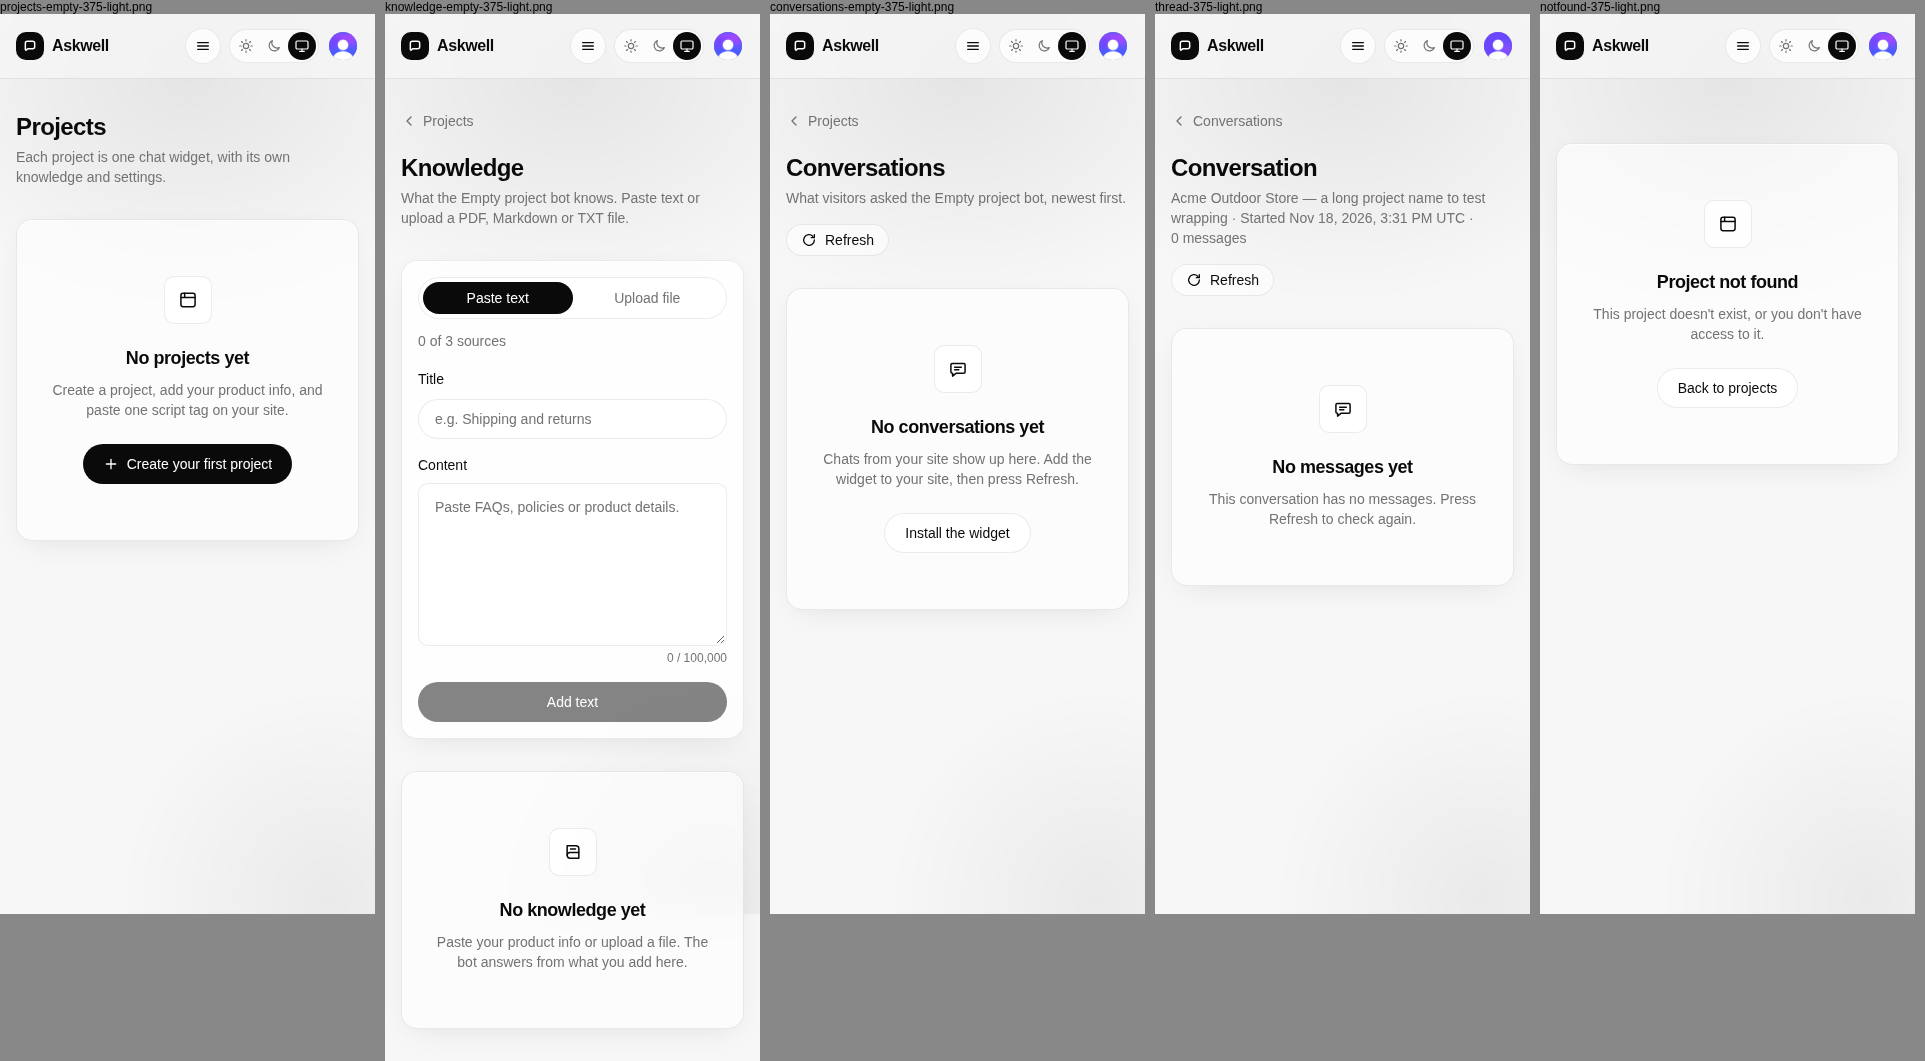 projects-empty-375-light.png
Askwell
Projects
Each project is one chat widget, with its own
knowledge and settings.
No projects yet
Create a project, add your product info, and
paste one script tag on your site.
Create your first project
knowledge-empty-375-light.png
Askwell
Projects
Knowledge
What the Empty project bot knows. Paste text or
upload a PDF, Markdown or TXT file.
Paste text
Upload file
0 of 3 sources
Title
e.g. Shipping and returns
Content
Paste FAQs, policies or product details.
0 / 100,000
Add text
No knowledge yet
Paste your product info or upload a file. The
bot answers from what you add here.
conversations-empty-375-light.png
Askwell
Projects
Conversations
What visitors asked the Empty project bot, newest first.
Refresh
No conversations yet
Chats from your site show up here. Add the
widget to your site, then press Refresh.
Install the widget
thread-375-light.png
Askwell
Conversations
Conversation
Acme Outdoor Store — a long project name to test
wrapping · Started Nov 18, 2026, 3:31 PM UTC ·
0 messages
Refresh
No messages yet
This conversation has no messages. Press
Refresh to check again.
notfound-375-light.png
Askwell
Project not found
This project doesn't exist, or you don't have
access to it.
Back to projects